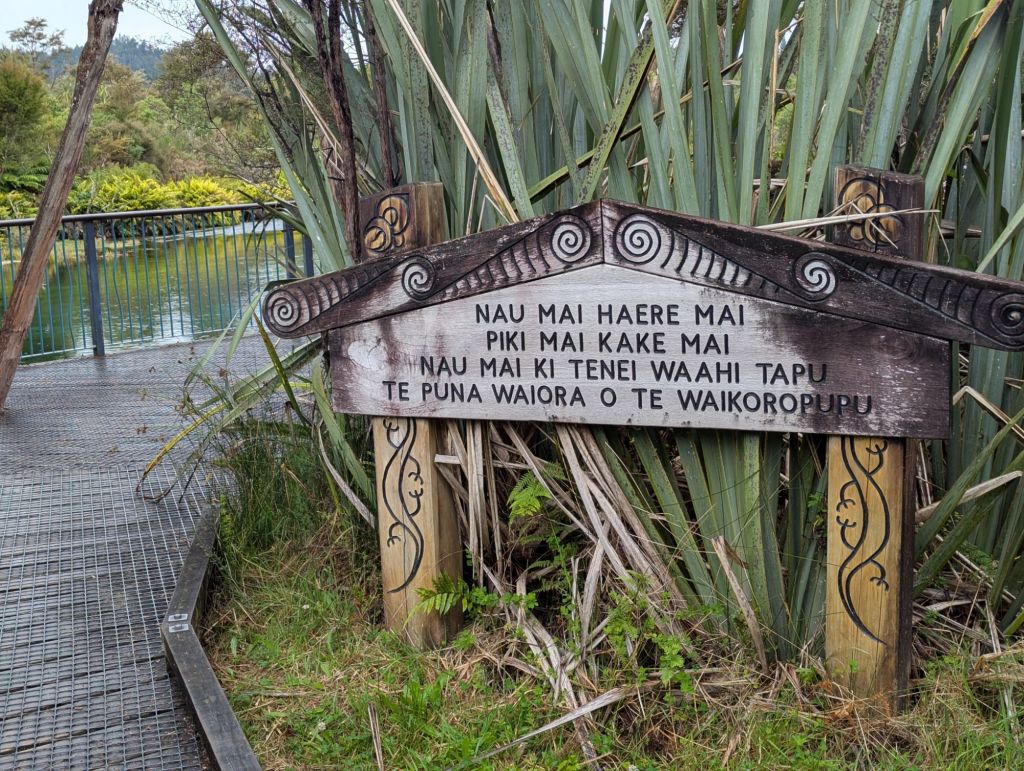 NAU MAI HAERE MAI
PIKI MAI KAKE MAI
NAU MAI KI TENEI WAAHI TAPU
TE PUNA WAIORA O TE WAIKOROPUPU